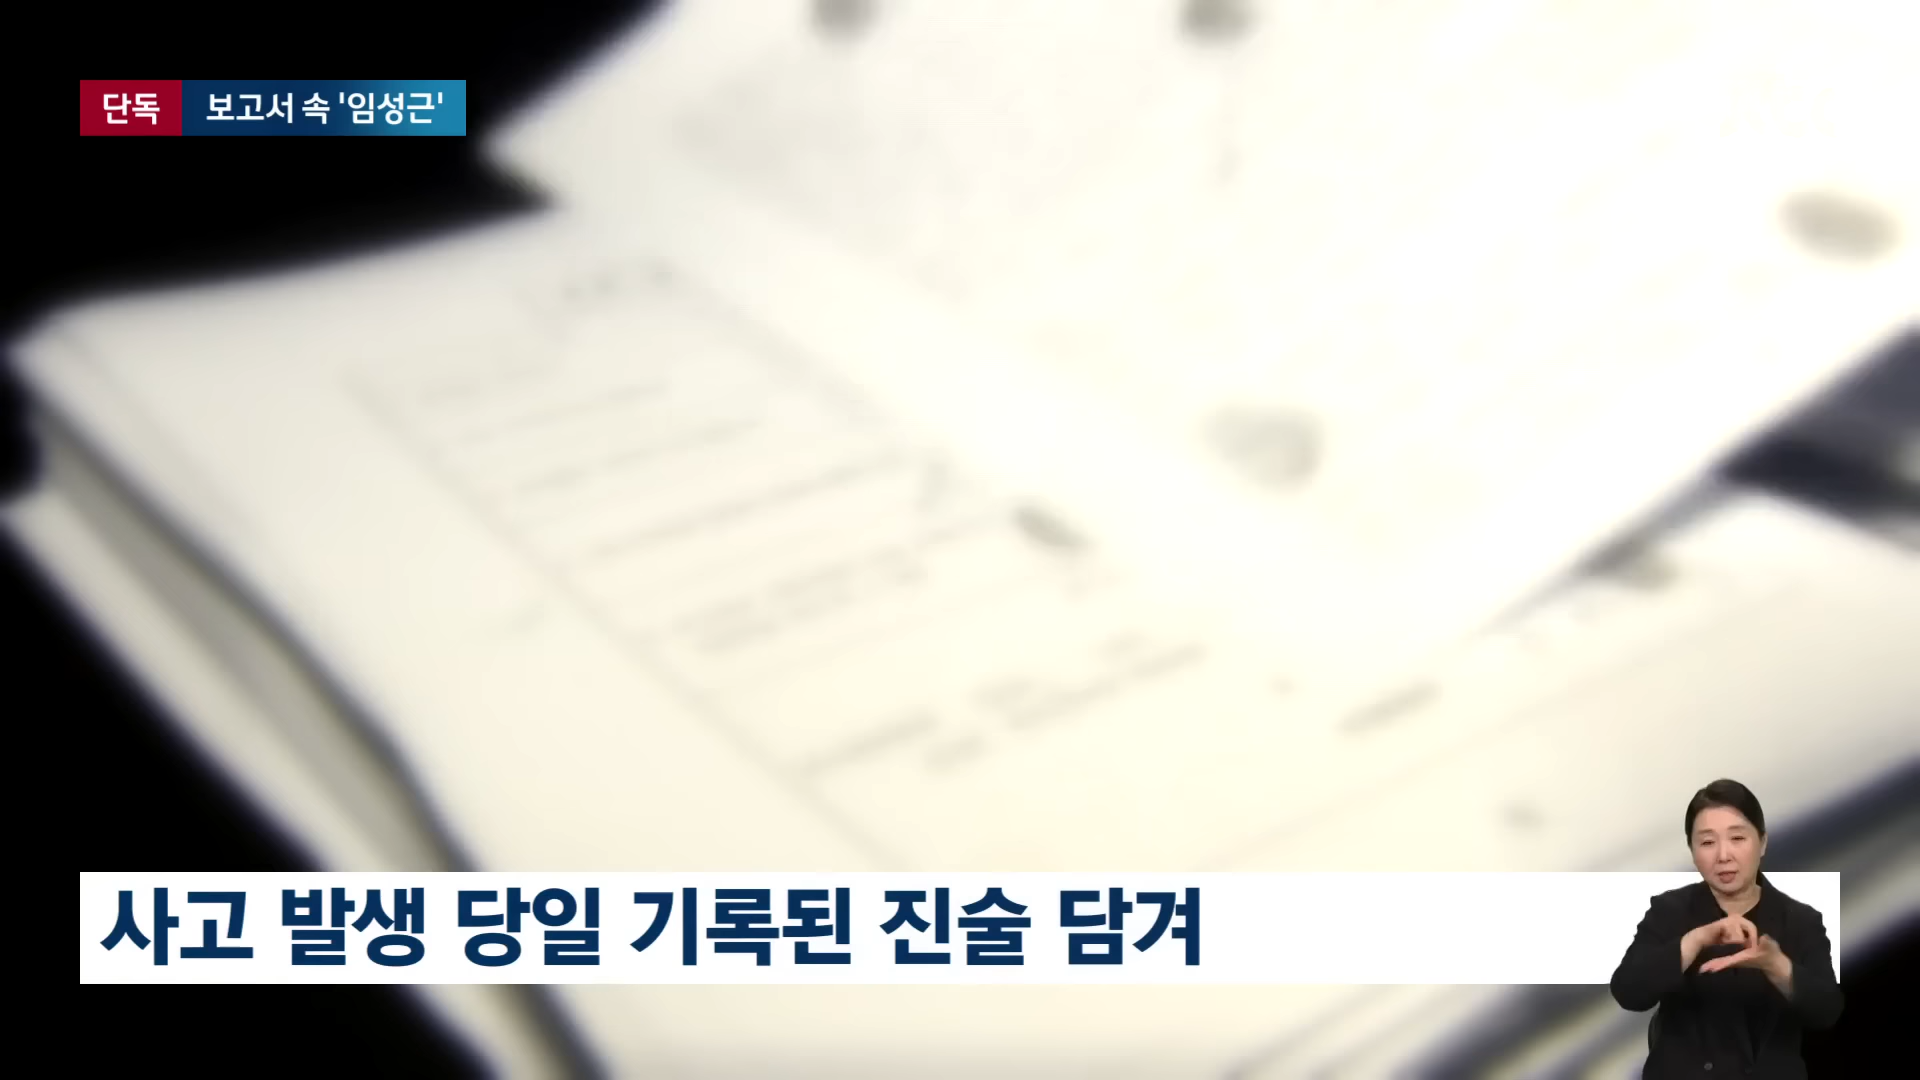 단독 보고서 속 '임성근'
사고 발생 당일 기록된 진술 담겨